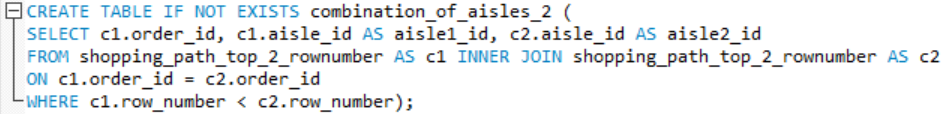 CREATE TABLE IF NOT EXISTS combination_of_aisles_2 (
SELECT c1.order_id, c1.aisle_id AS aisle1_id, c2.aisle_id AS aisle2_id
FROM shopping_path_top_2_rownumber AS c1 INNER JOIN shopping_path_top_2_rownumber AS c2
ON c1.order_id = c2.order_id
WHERE c1.row_number < c2.row_number);